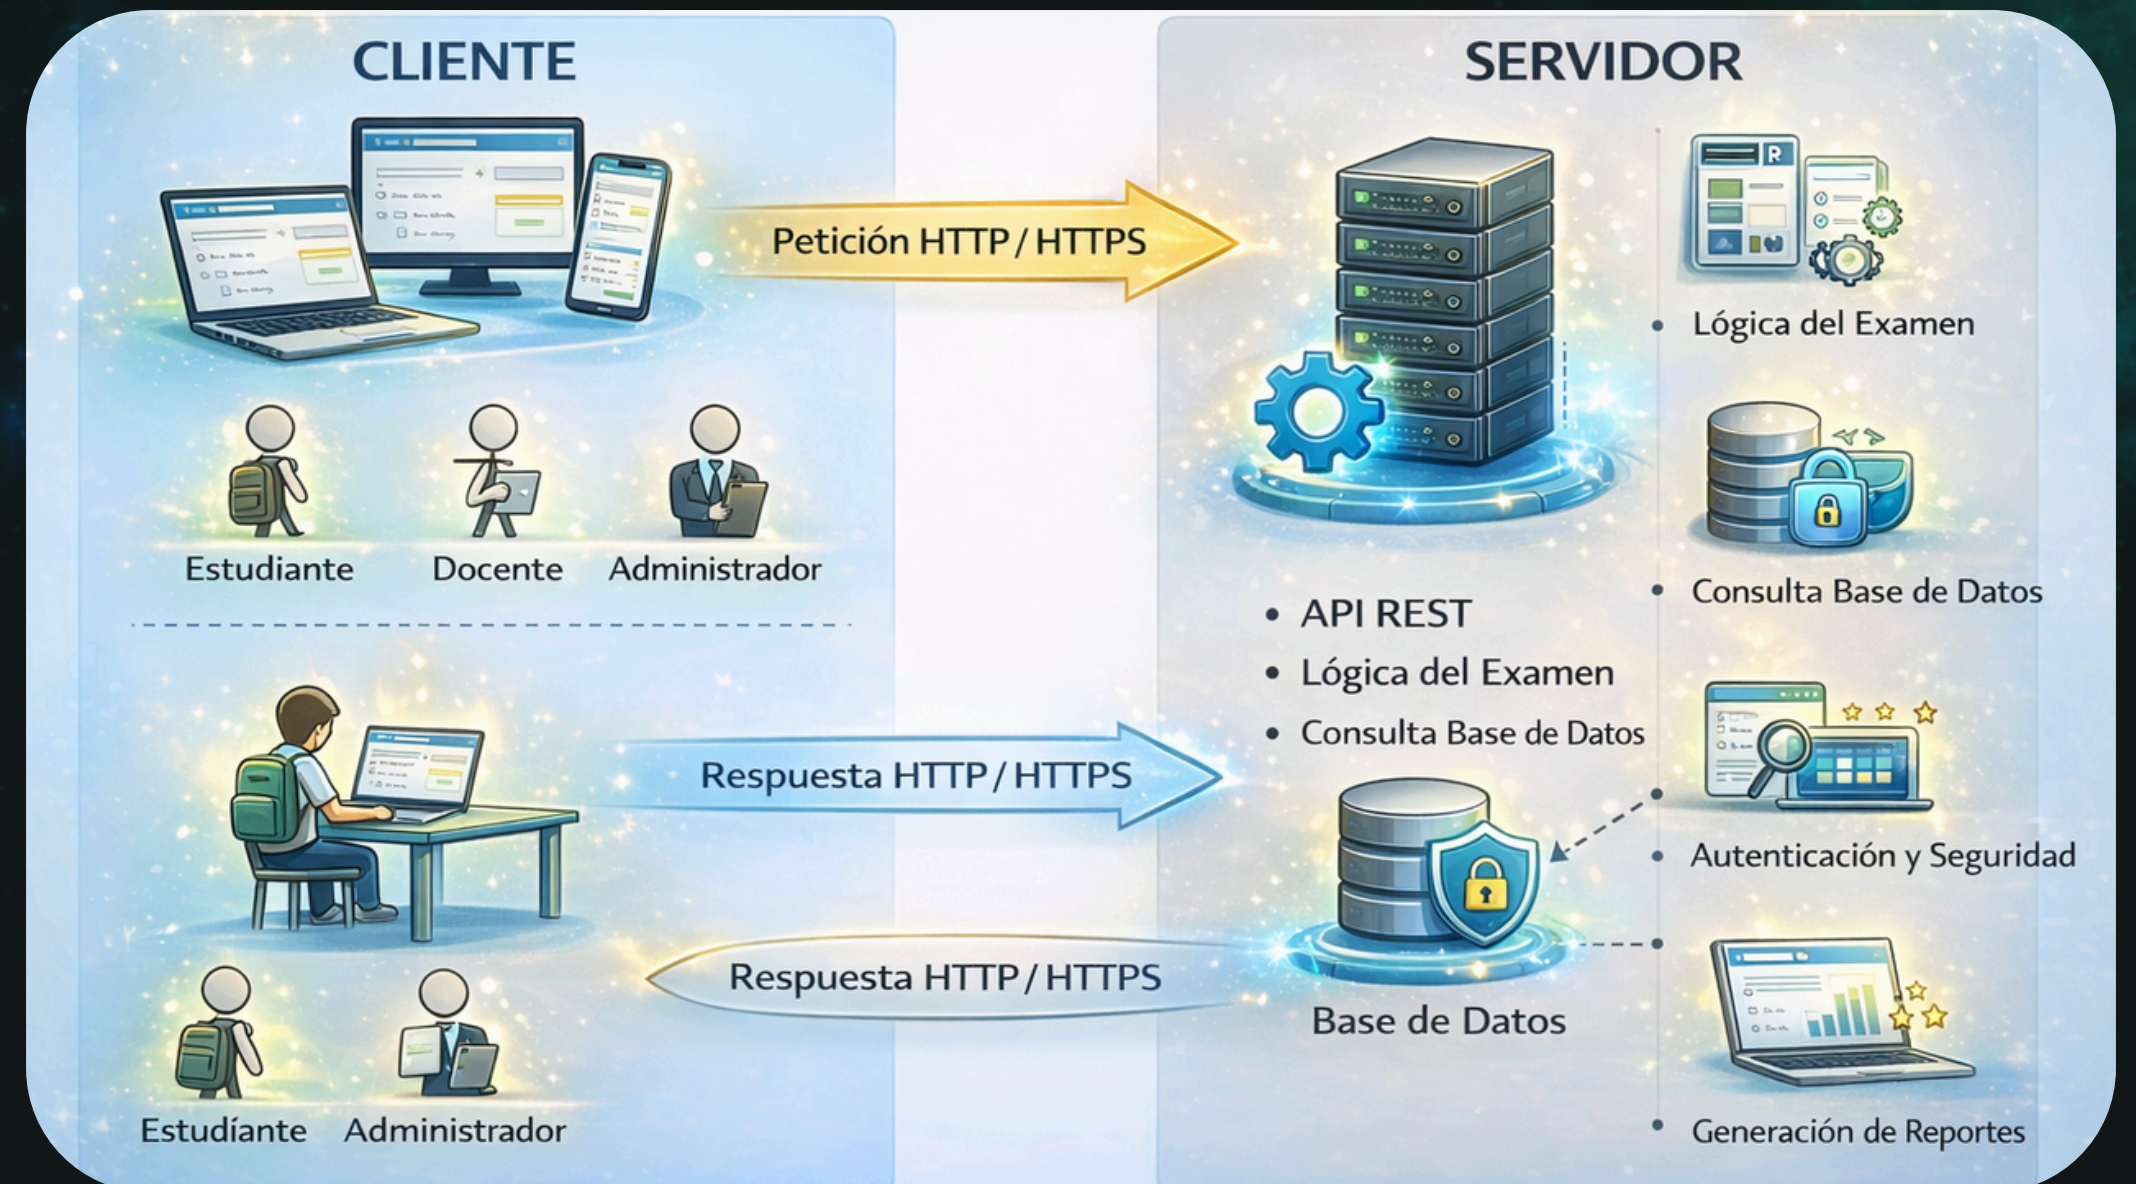 CLIENTE
Petición HTTP / HTTPS
Estudiante
Docente
Administrador
Respuesta HTTP / HTTPS
Respuesta HTTP / HTTPS
Estudíante
Administrador
SERVIDOR
• API REST
• Lógica del Examen
• Consulta Base de Datos
Base de Datos
R
• Lógica del Examen
• Consulta Base de Datos
• Autenticación y Seguridad
• Generación de Reportes